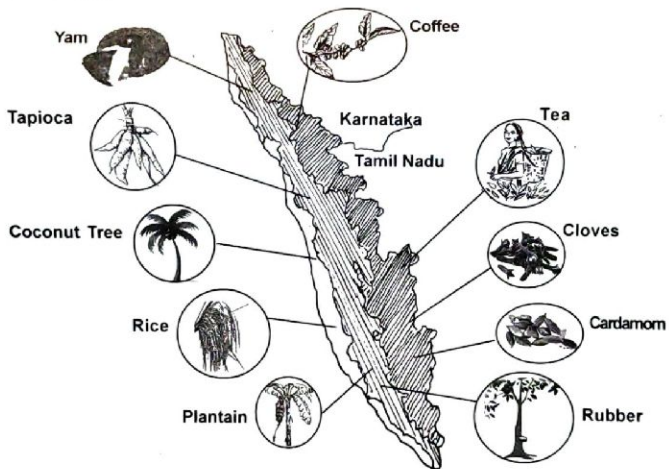 Yam
Coffee
Tapioca
Karnataka
Tamil Nadu
Tea
Coconut Tree
Cloves
Rice
Cardamom
Plantain
Rubber